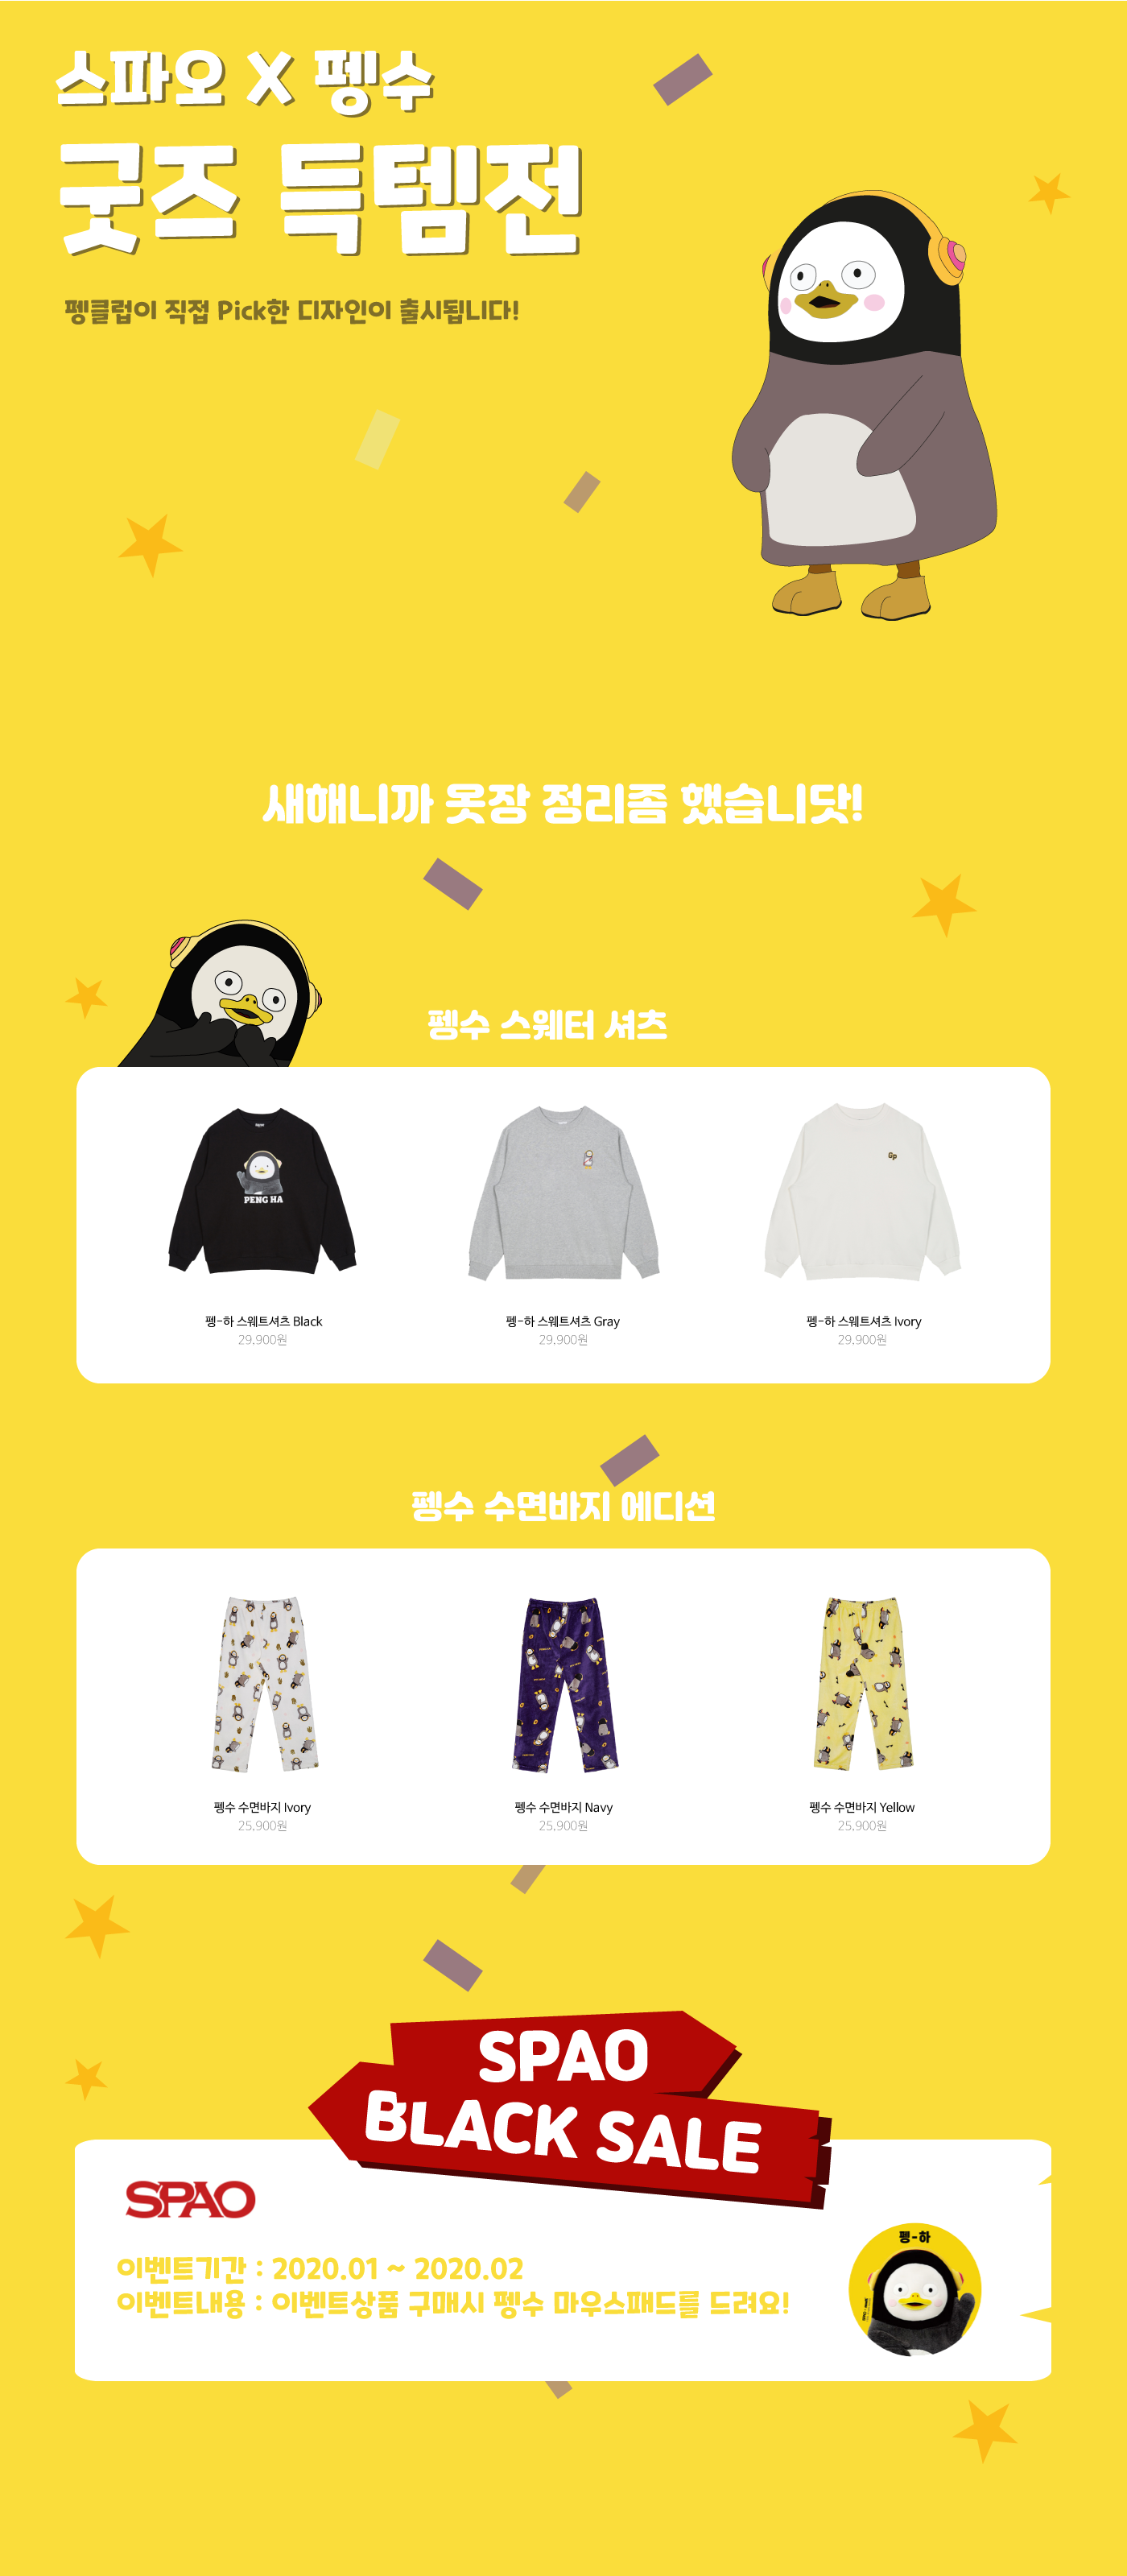 스파오 X 펭수
굿즈 득템전
펭클럽이 직접 Pick한 디자인이 출시됩니다!
새해니까 옷장 정리좀 했습니닷!
펭수 스웨터 셔츠
PENG HA
Gp
펭-하 스웨트셔츠 Black
29,900원
펭-하 스웨트셔츠 Gray
29,900원
펭-하 스웨트셔츠 Ivory
29,900원
펭수 수면바지 에디션
펭수 수면바지 Ivory
25,900원
펭수 수면바지 Navy
25,900원
펭수 수면바지 Yellow
25,900원
SPAO
BLACK SALE
SPAO
이벤트기간 : 2020.01 ~ 2020.02
이벤트내용 : 이벤트상품 구매시 펭수 마우스패드를 드려요!
펭-하